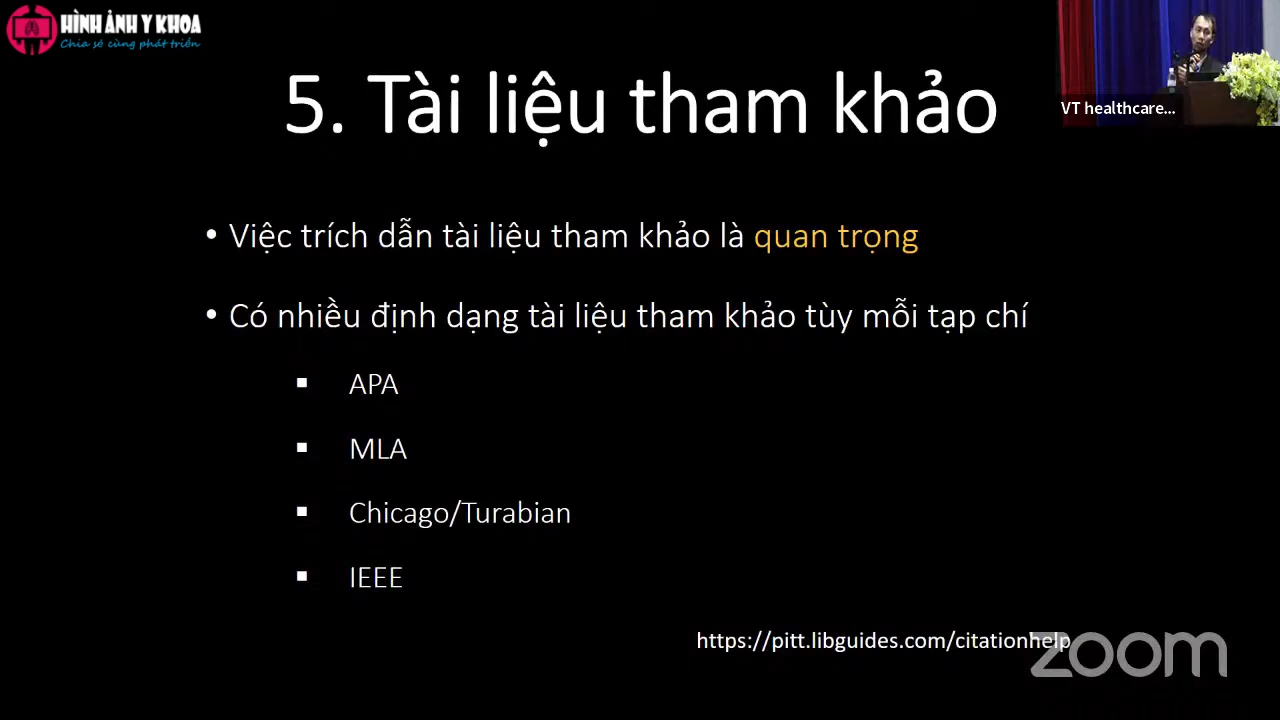 HÌNH ẢNH Y KHOA
Chia sẻ cùng phát triển
VT healthcare...
5. Tài liệu tham khảo
• Việc trích dẫn tài liệu tham khảo là quan trọng
• Có nhiều định dạng tài liệu tham khảo tùy mỗi tạp chí
▪ APA
▪ MLA
▪ Chicago/Turabian
▪ IEEE
https://pitt.libguides.com/citationhelp
zoom